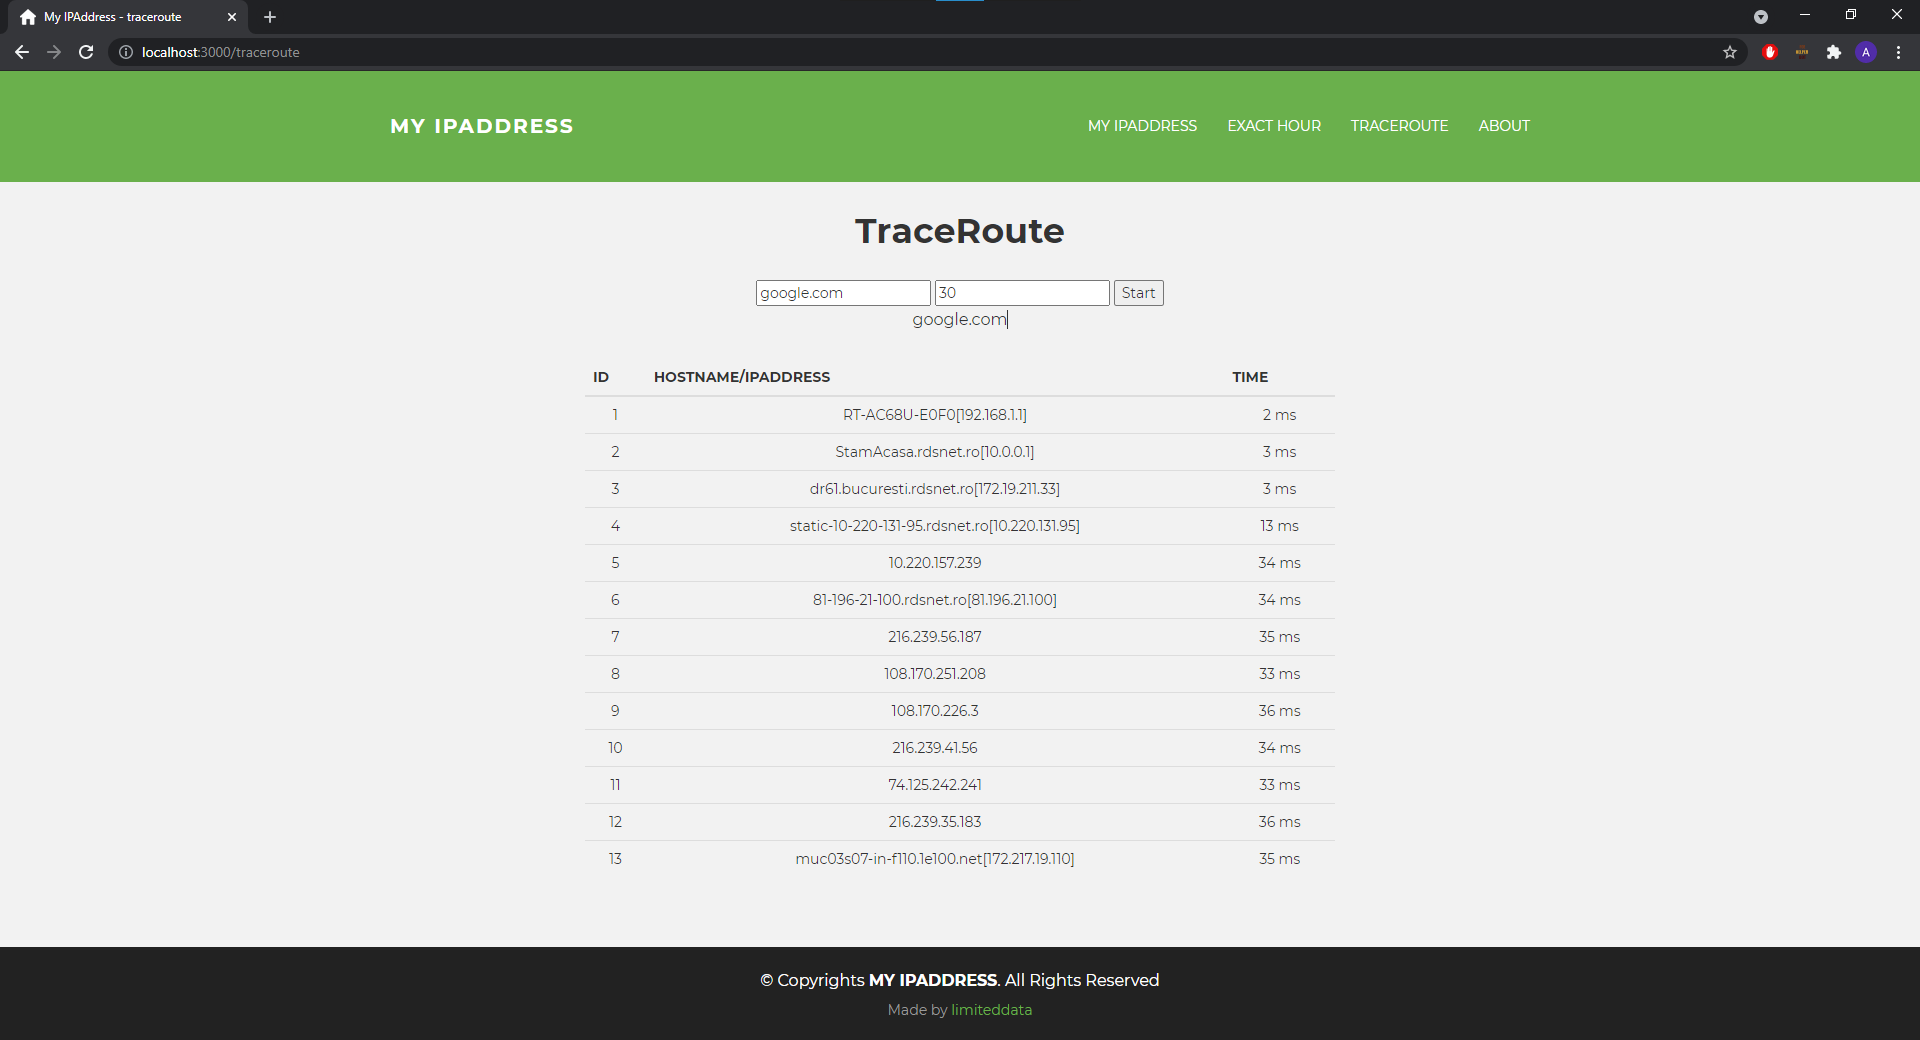 My IPAddress - traceroute
localhost:3000/traceroute
A
MY IPADDRESS
MY IPADDRESS EXACT HOUR TRACEROUTE ABOUT
TraceRoute
google.com 30 Start
google.com
ID HOSTNAME/IPADDRESS TIME
1 RT-AC68U-E0F0[192.168.1.1] 2 ms
2 StamAcasa.rdsnet.ro[10.0.0.1] 3 ms
3 dr61.bucuresti.rdsnet.ro[172.19.211.33] 3 ms
4 static-10-220-131-95.rdsnet.ro[10.220.131.95] 13 ms
5 10.220.157.239 34 ms
6 81-196-21-100.rdsnet.ro[81.196.21.100] 34 ms
7 216.239.56.187 35 ms
8 108.170.251.208 33 ms
9 108.170.226.3 36 ms
10 216.239.41.56 34 ms
11 74.125.242.241 33 ms
12 216.239.35.183 36 ms
13 muc03s07-in-f110.1e100.net[172.217.19.110] 35 ms
© Copyrights MY IPADDRESS. All Rights Reserved
Made by limiteddata